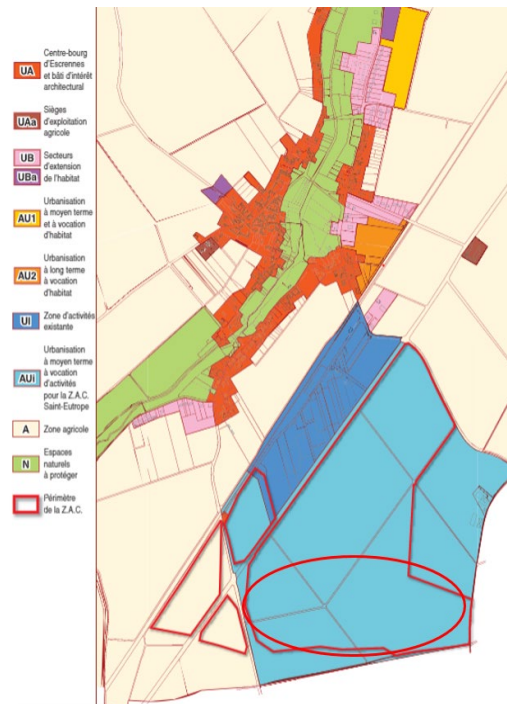 UA
Centre-bourg
d'Escrennes
et bâti d'intérêt
architectural
UAa
Sièges
d'exploitation
agricole
UB
UBa
Secteurs
d'extension
de l'habitat
AU1
Urbanisation
à moyen terme
et à vocation
d'habitat
AU2
Urbanisation
à long terme
à vocation
d'habitat
UI
Zone d'activités
existante
AUi
Urbanisation
à moyen terme
à vocation
d'activités
pour la Z.A.C.
Saint-Eutrope
A
Zone agricole
N
Espaces
naturels
à protéger
Périmètre
de la Z.A.C.